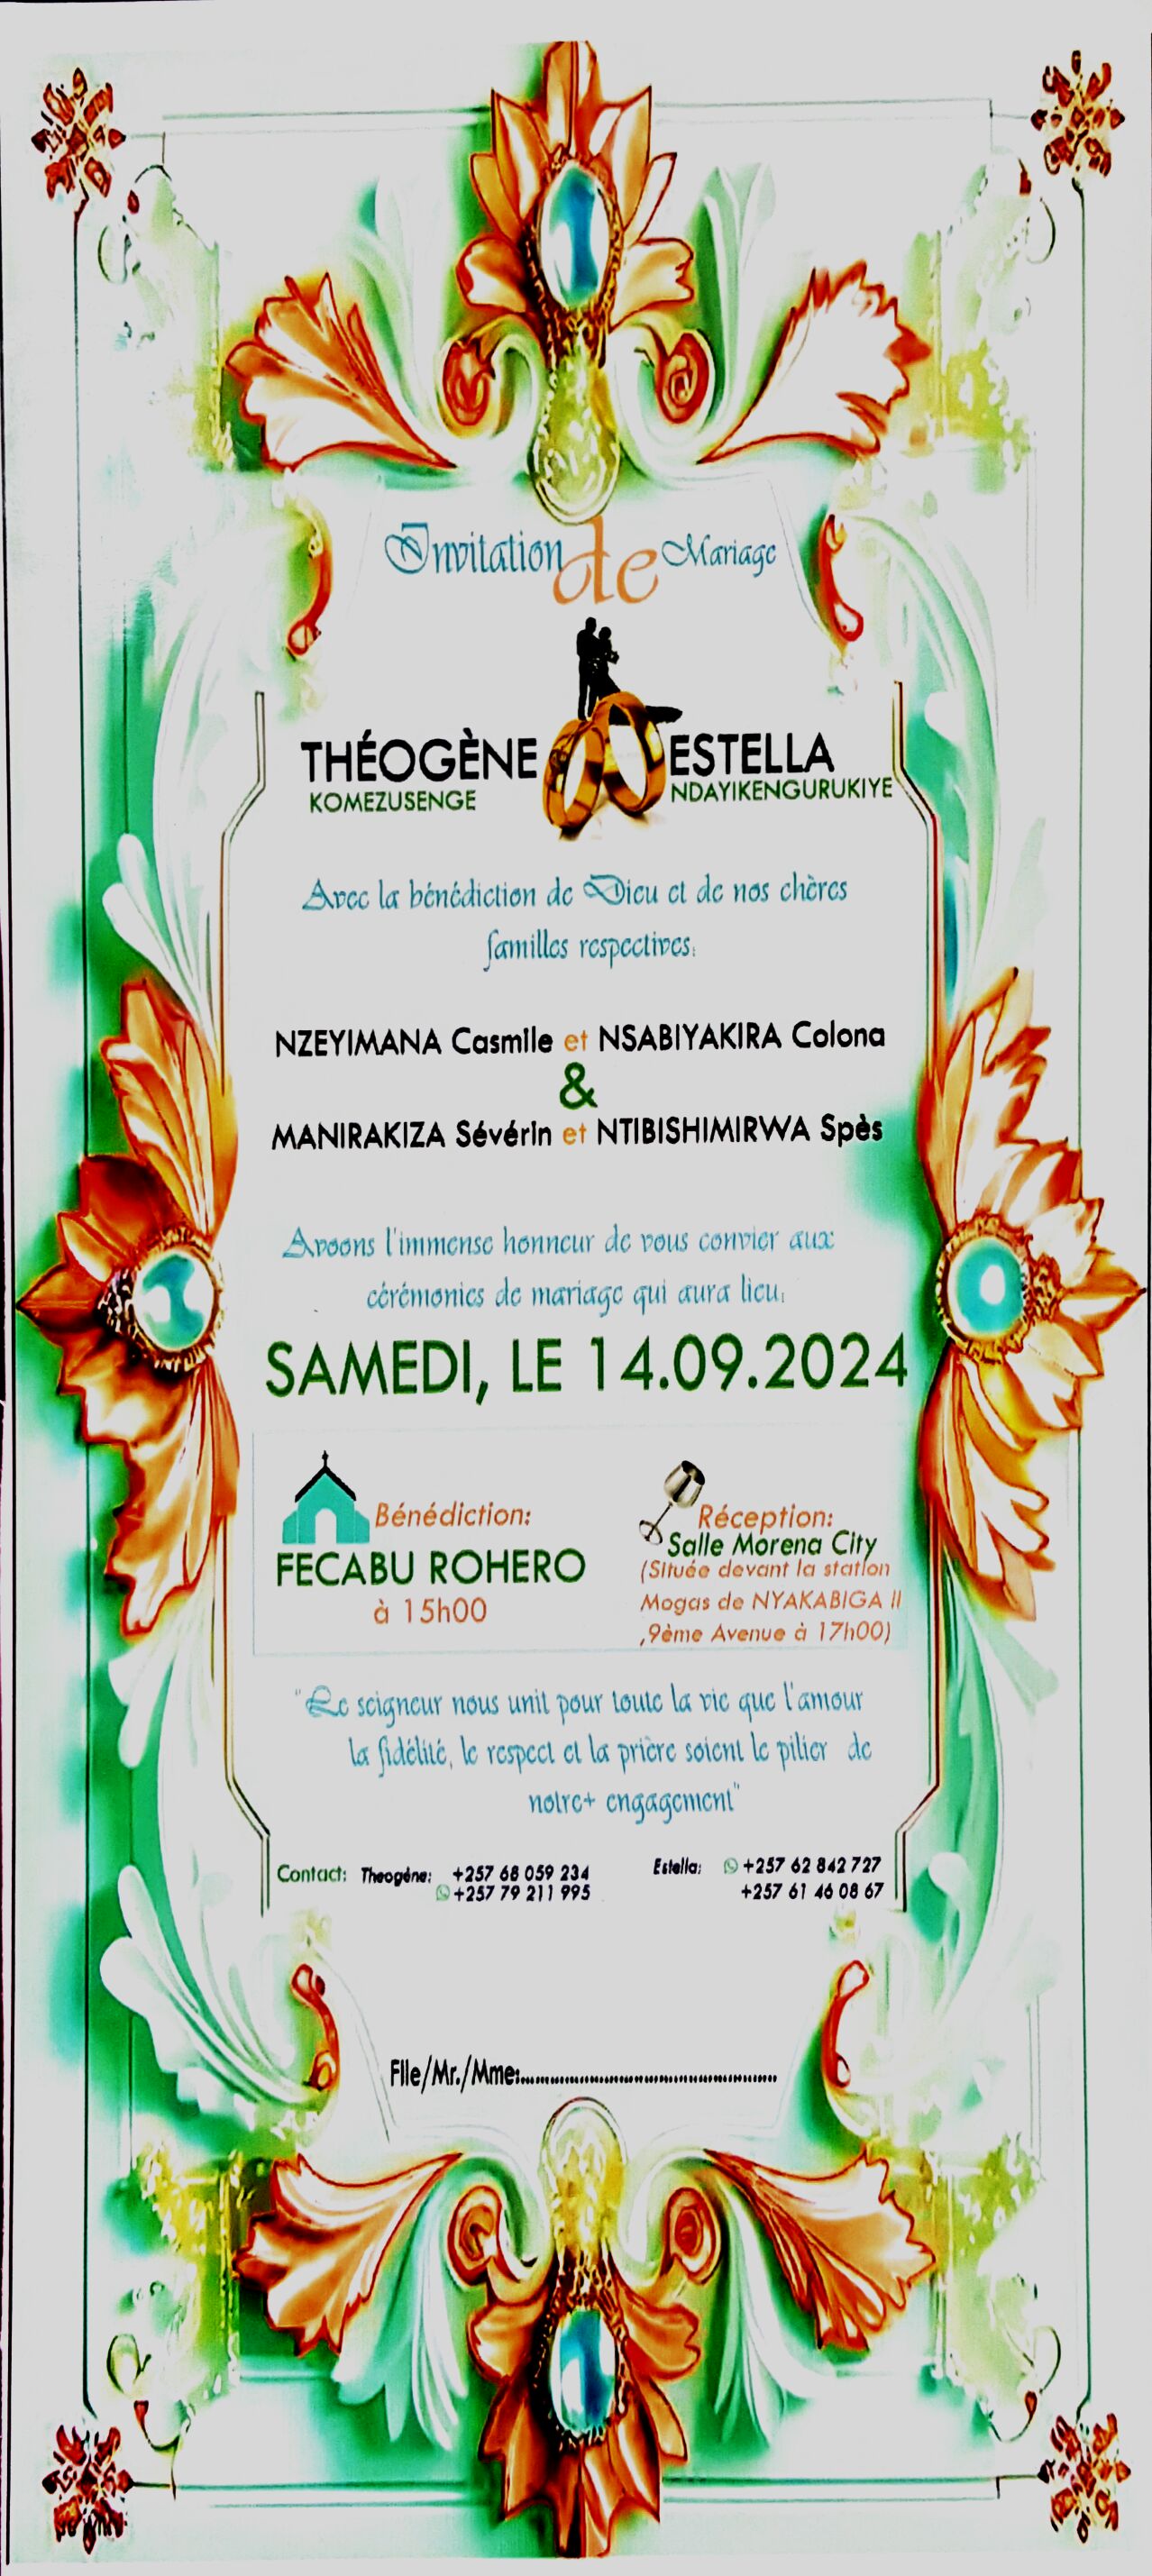 Invitation de Mariage
THÉOGÈNE ESTELLA
KOMEZUSENGE NDAYIKENGURUKIYE
Avec la bénédiction de Dieu et de nos chères
familles respectives:
NZEYIMANA Casmile et NSABIYAKIRA Colona
&
MANIRAKIZA Sévérin et NTIBISHIMIRWA Spès
Avoons l'immense honneur de vous convier aux
cérémonies de mariage qui aura lieu:
SAMEDI, LE 14.09.2024
Bénédiction:
FECABU ROHERO
à 15h00
Réception:
Salle Morena City
(Située devant la station
Mogas de NYAKABIGA II
,9ème Avenue à 17h00)
"Le seigneur nous unit pour toute la vie que l'amour
la fidélité, le respect et la prière soient le pilier de
notre+ engagement"
Contact: Theogéne: +257 68 059 234
+257 79 211 995
Estella: +257 62 842 727
+257 61 46 08 67
Flle/Mr./Mme:..........................................................